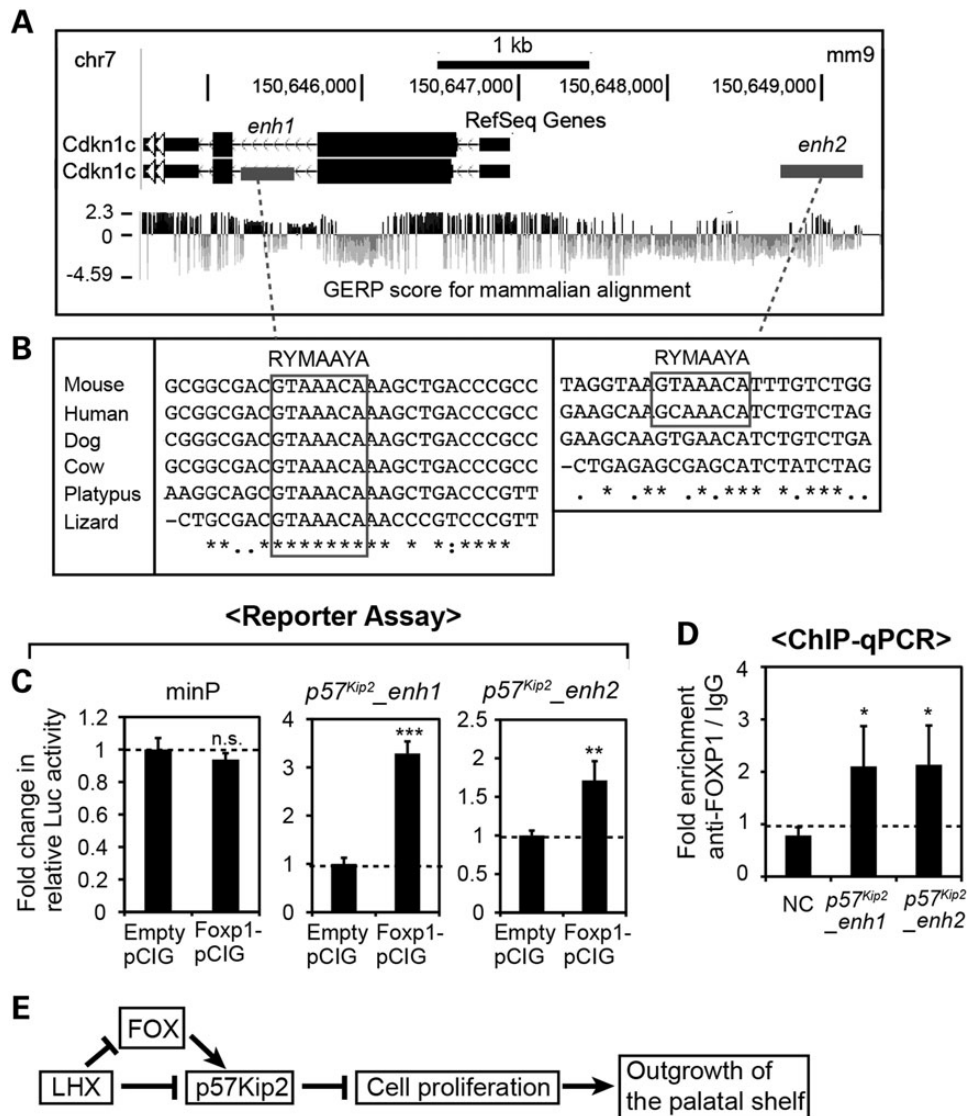 A
chr7
1 kb
mm9
150,646,000
150,647,000
150,648,000
150,649,000
RefSeq Genes
enh1
enh2
Cdkn1c
Cdkn1c
2.3
0
-4.59
GERP score for mammalian alignment
B
RYMAAYA
Mouse GCGGCGACGTAAACAAAGCTGACCCGCC
Human GCGGCGACGTAAACAAAGCTGACCCGCC
Dog CGGGCGACGTAAACAAAGCTGACCCGCC
Cow GCGGCGACGTAAACAAAGCTGACCCGCC
Platypus AAGGCAGCGTAAACAAAGCTGACCCGTT
Lizard -CTGCGACGTAAACAAACCCGTCCCGTT
**..********** * *:****
RYMAAYA
TAGGTAAGTAAACATTTGTCTGG
GAAGCAAGCAAACATCTGTCTAG
GAAGCAAGTGAACATCTGTCTGA
-CTGAGAGCGAGCATCTATCTAG
. * ** *.*** *.***..
<Reporter Assay>
C
minP
Fold change in
relative Luc activity
1.2
1
0.8
0.6
0.4
0.2
0
n.s.
Empty
pCIG
Foxp1-
pCIG
p57Kip2_enh1
4
3
2
1
0
***
Empty
pCIG
Foxp1-
pCIG
p57Kip2_enh2
2.5
2
1.5
1
0.5
0
**
Empty
pCIG
Foxp1-
pCIG
D
<ChIP-qPCR>
Fold enrichment
anti-FOXP1 / IgG
4
3
2
1
0
*
*
NC
p57Kip2
_enh1
p57Kip2
_enh2
E
FOX
LHX
p57Kip2
Cell proliferation
Outgrowth of
the palatal shelf